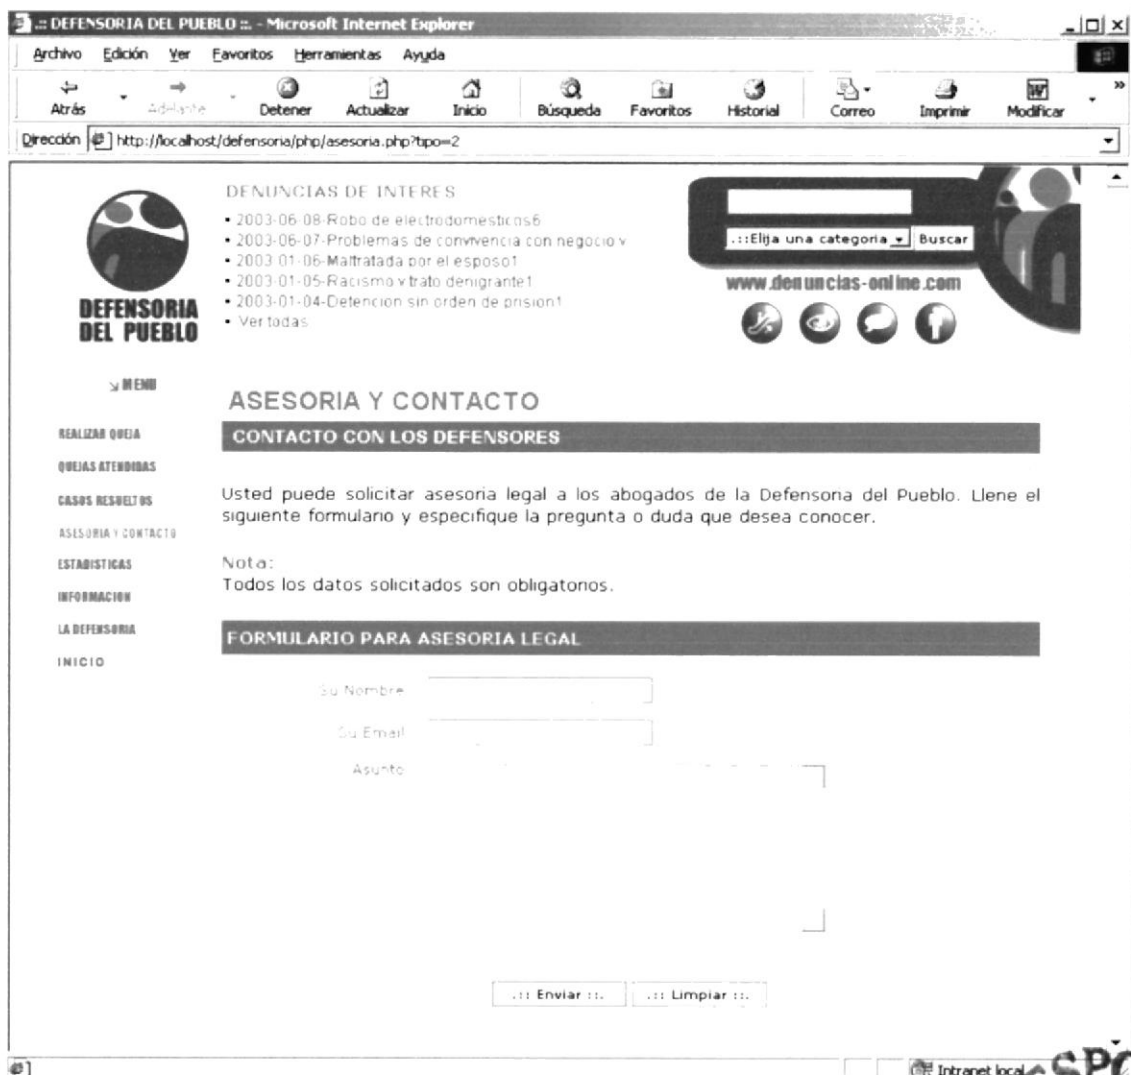 .:: DEFENSORIA DEL PUEBLO ::. - Microsoft Internet Explorer
Archivo Edición Ver Favoritos Herramientas Ayuda
Atrás Adelante Detener Actualizar Inicio Búsqueda Favoritos Historial Correo Imprimir Modificar »
Dirección http://localhost/defensoria/php/asesoria.php?tipo=2
DEFENSORIA
DEL PUEBLO
DENUNCIAS DE INTERES
• 2003-06-08-Robo de electrodomesticos6
• 2003-06-07-Problemas de convivencia con negocio v
• 2003-01-06-Maltratada por el esposo1
• 2003-01-05-Racismo y trato denigrante1
• 2003-01-04-Detencion sin orden de prision1
• Ver todas
.::Elija una categoria Buscar
www.denuncias-online.com
MENU
REALIZAR QUEJA
QUEJAS ATENDIDAS
CASOS RESUELTOS
ASESORIA Y CONTACTO
ESTADISTICAS
INFORMACION
LA DEFENSORIA
INICIO
ASESORIA Y CONTACTO
CONTACTO CON LOS DEFENSORES
Usted puede solicitar asesoria legal a los abogados de la Defensoria del Pueblo. Llene el
siguiente formulario y especifique la pregunta o duda que desea conocer.
Nota:
Todos los datos solicitados son obligatorios.
FORMULARIO PARA ASESORIA LEGAL
Su Nombre
Su Email
Asunto
.:: Enviar ::. .:: Limpiar ::.
Intranet local